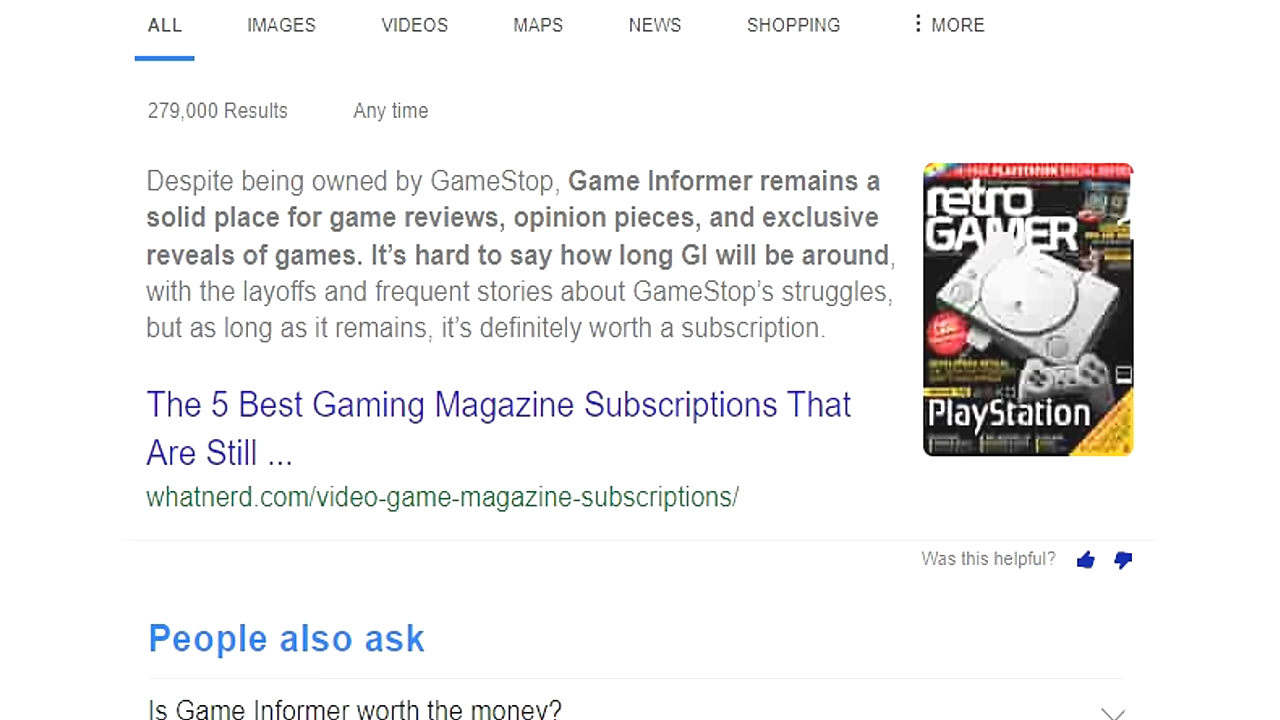 ALL IMAGES VIDEOS MAPS NEWS SHOPPING MORE
279,000 Results Any time
Despite being owned by GameStop, Game Informer remains a
solid place for game reviews, opinion pieces, and exclusive
reveals of games. It’s hard to say how long GI will be around,
with the layoffs and frequent stories about GameStop’s struggles,
but as long as it remains, it’s definitely worth a subscription.
retro
GAMER
PlayStation
The 5 Best Gaming Magazine Subscriptions That
Are Still ...
whatnerd.com/video-game-magazine-subscriptions/
Was this helpful?
People also ask
Is Game Informer worth the money?